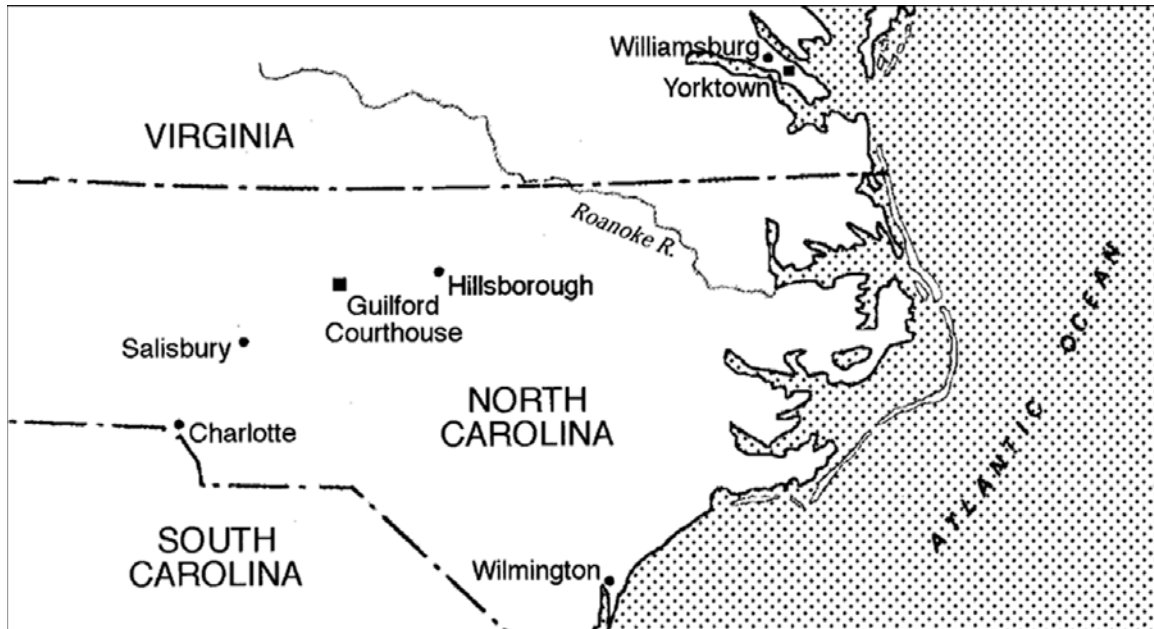 Williamsburg
Yorktown
VIRGINIA
Roanoke R.
Hillsborough
Guilford
Courthouse
Salisbury
NORTH
CAROLINA
Charlotte
SOUTH
CAROLINA
Wilmington
ATLANTIC OCEAN